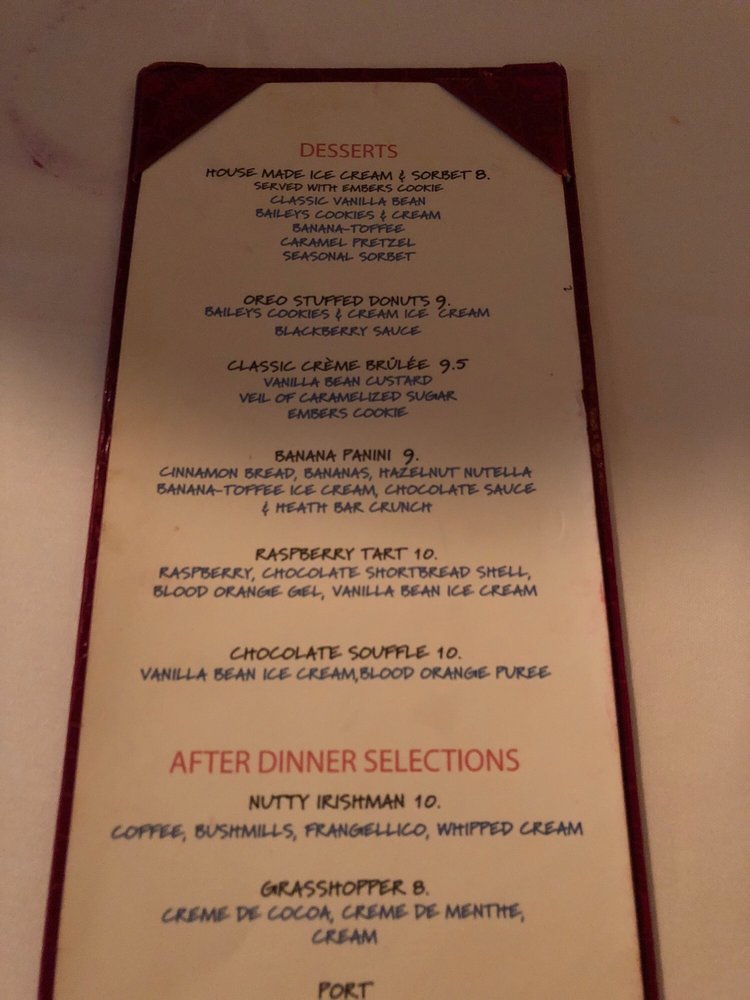 DESSERTS
HOUSE MADE ICE CREAM & SORBET 8.
SERVED WITH EMBERS COOKIE
CLASSIC VANILLA BEAN
BAILEYS COOKIES & CREAM
BANANA-TOFFEE
CARAMEL PRETZEL
SEASONAL SORBET
OREO STUFFED DONUTS 9.
BAILEYS COOKIES & CREAM ICE CREAM
BLACKBERRY SAUCE
CLASSIC CRÈME BRÛLÉE 9.5
VANILLA BEAN CUSTARD
VEIL OF CARAMELIZED SUGAR
EMBERS COOKIE
BANANA PANINI 9.
CINNAMON BREAD, BANANAS, HAZELNUT NUTELLA
BANANA-TOFFEE ICE CREAM, CHOCOLATE SAUCE
& HEATH BAR CRUNCH
RASPBERRY TART 10.
RASPBERRY, CHOCOLATE SHORTBREAD SHELL,
BLOOD ORANGE GEL, VANILLA BEAN ICE CREAM
CHOCOLATE SOUFFLE 10.
VANILLA BEAN ICE CREAM,BLOOD ORANGE PUREE
AFTER DINNER SELECTIONS
NUTTY IRISHMAN 10.
COFFEE, BUSHMILLS, FRANGELLICO, WHIPPED CREAM
GRASSHOPPER 8.
CREME DE COCOA, CREME DE MENTHE,
CREAM
PORT